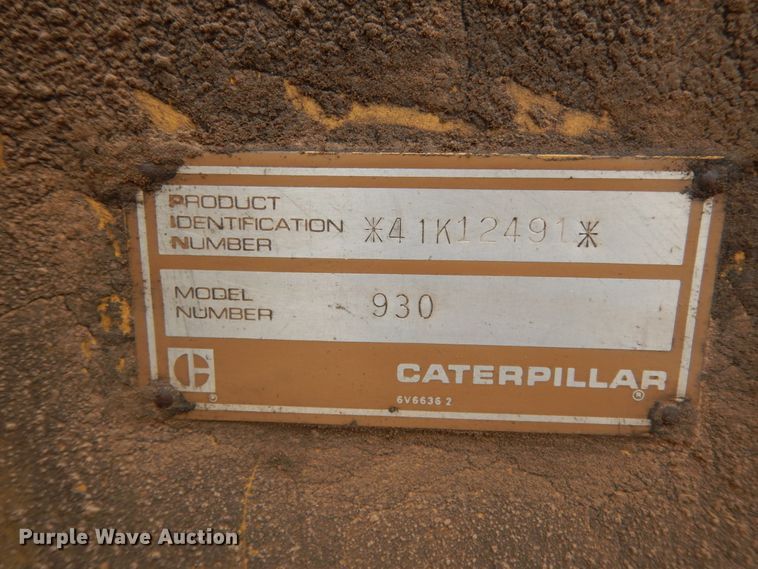 PRODUCT
IDENTIFICATION
NUMBER *41K12491*
MODEL
NUMBER 930
CATERPILLAR
®
®
6V6636 2
Purple Wave Auction